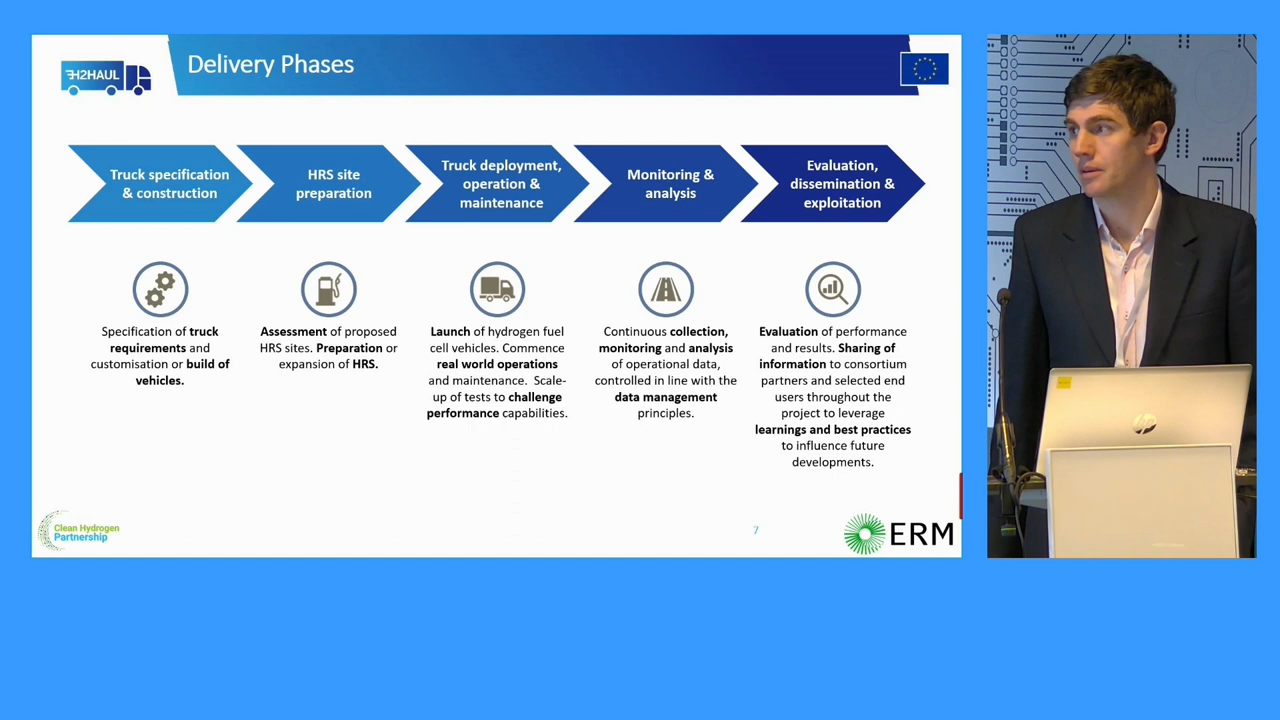 H2HAUL
Delivery Phases
Truck specification
& construction
HRS site
preparation
Truck deployment,
operation &
maintenance
Monitoring &
analysis
Evaluation,
dissemination &
exploitation
Specification of truck
requirements and
customisation or build of
vehicles.
Assessment of proposed
HRS sites. Preparation or
expansion of HRS.
Launch of hydrogen fuel
cell vehicles. Commence
real world operations
and maintenance. Scale-
up of tests to challenge
performance capabilities.
Continuous collection,
monitoring and analysis
of operational data,
controlled in line with the
data management
principles.
Evaluation of performance
and results. Sharing of
information to consortium
partners and selected end
users throughout the
project to leverage
learnings and best practices
to influence future
developments.
Clean Hydrogen
Partnership
7
ERM
hp